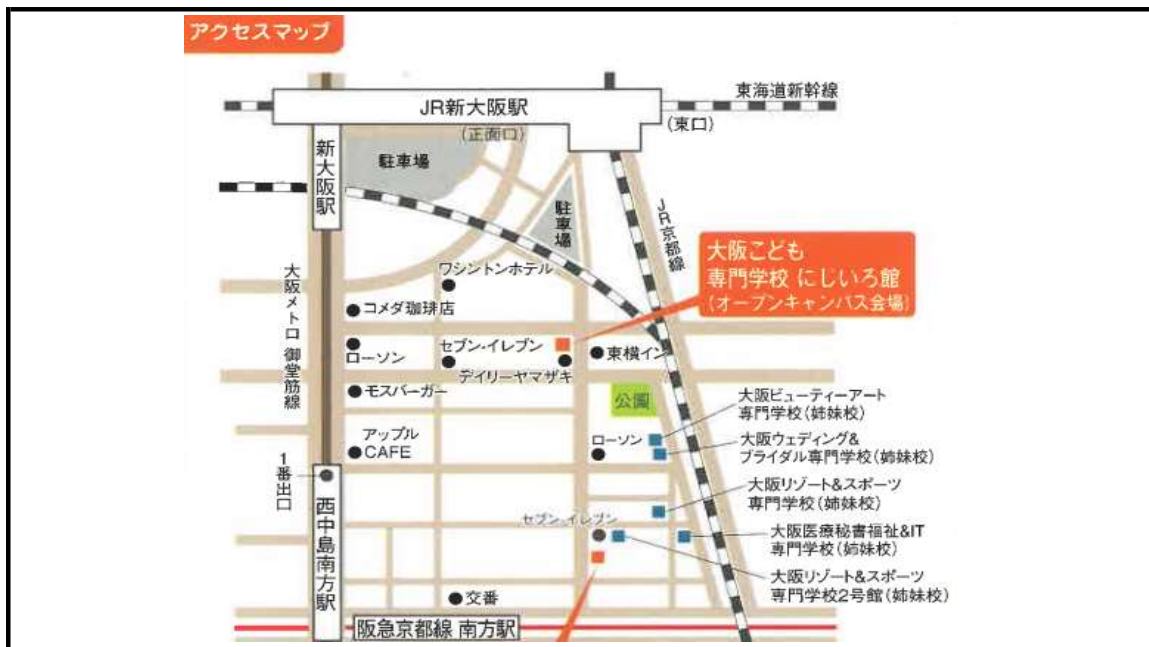 アクセスマップ
東海道新幹線
JR新大阪駅
(正面口)
(東口)
新大阪駅
駐車場
駐車場
JR京都線
大阪こども
専門学校 にじいろ館
(オープンキャンパス会場)
ワシントンホテル
大阪メトロ 御堂筋線
コメダ珈琲店
ローソン
セブン-イレブン
東横イン
デイリーヤマザキ
モスバーガー
公園
大阪ビューティーアート
専門学校(姉妹校)
アップル
CAFE
ローソン
大阪ウェディング&
ブライダル専門学校(姉妹校)
1番出口
大阪リゾート&スポーツ
専門学校(姉妹校)
西中島南方駅
セブン-イレブン
大阪医療秘書福祉&IT
専門学校(姉妹校)
大阪リゾート&スポーツ
専門学校2号館(姉妹校)
交番
阪急京都線 南方駅